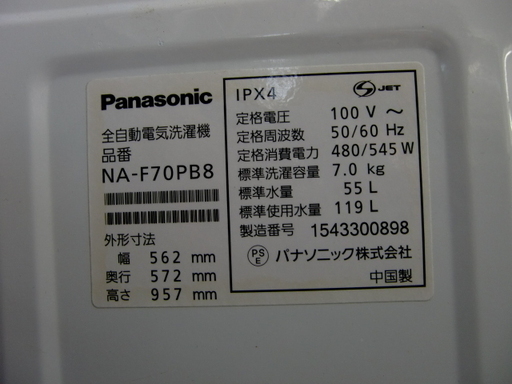 Panasonic
全自動電気洗濯機
品番
NA-F70PB8
外形寸法
幅 562 mm
奥行 572 mm
高さ 957 mm
IPX4
S JET
定格電圧 100 V ～
定格周波数 50/60 Hz
定格消費電力 480/545 W
標準洗濯容量 7.0 kg
標準水量 55 L
標準使用水量 119 L
製造番号 1543300898
PSE パナソニック株式会社
中国製